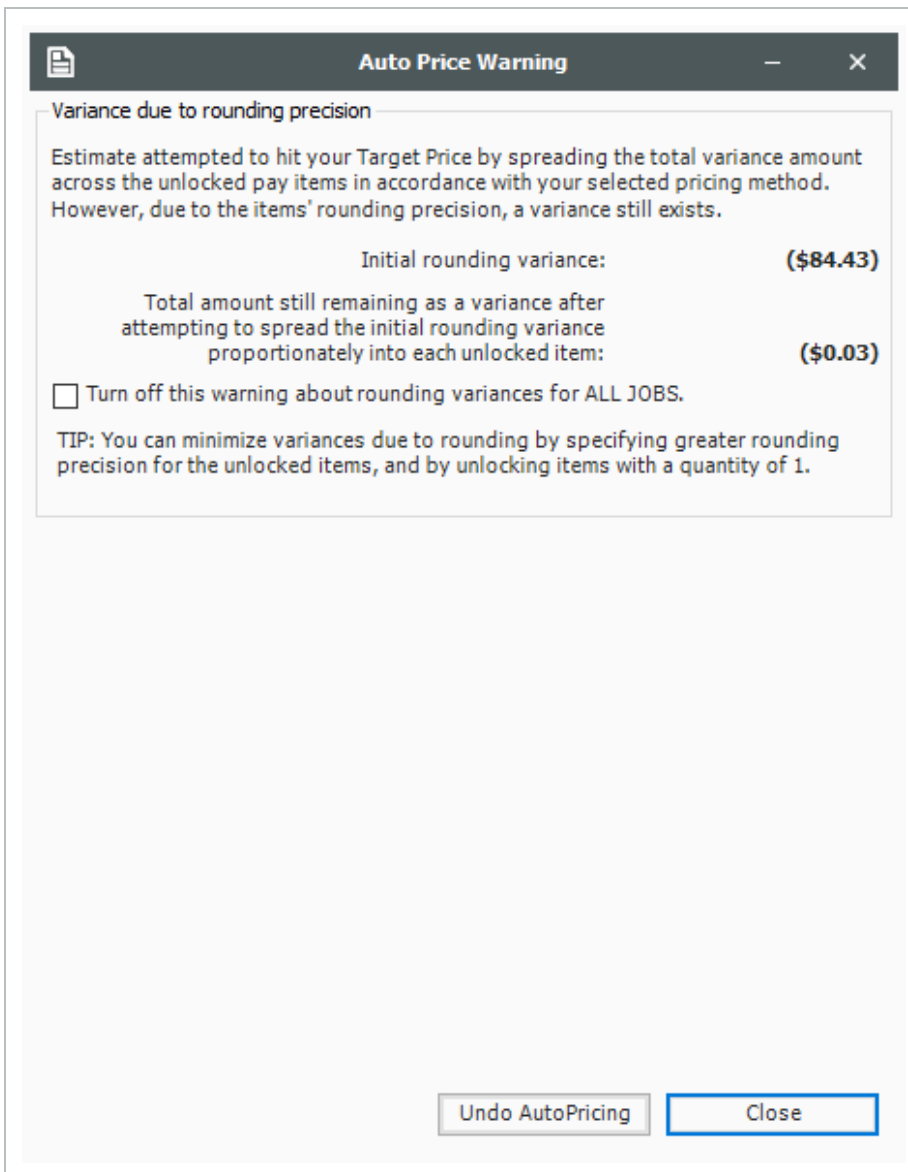 Auto Price Warning
Variance due to rounding precision
Estimate attempted to hit your Target Price by spreading the total variance amount
across the unlocked pay items in accordance with your selected pricing method.
However, due to the items' rounding precision, a variance still exists.
Initial rounding variance: ($84.43)
Total amount still remaining as a variance after
attempting to spread the initial rounding variance
proportionately into each unlocked item: ($0.03)
Turn off this warning about rounding variances for ALL JOBS.
TIP: You can minimize variances due to rounding by specifying greater rounding
precision for the unlocked items, and by unlocking items with a quantity of 1.
Undo AutoPricing Close